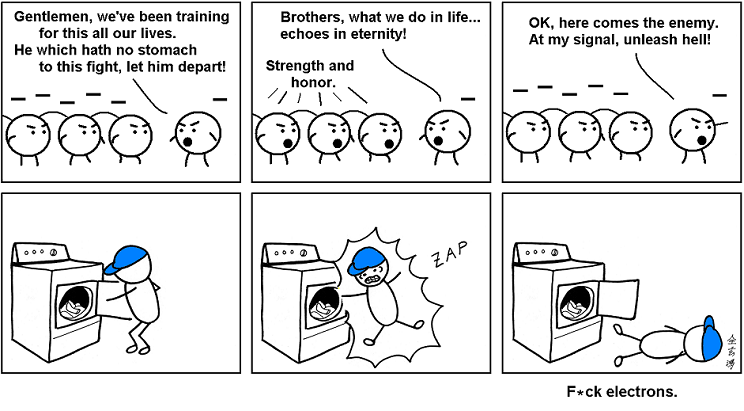 Gentlemen, we've been training
for this all our lives.
He which hath no stomach
to this fight, let him depart!
Brothers, what we do in life...
echoes in eternity!
Strength and
honor.
OK, here comes the enemy.
At my signal, unleash hell!
ZAP
F*ck electrons.